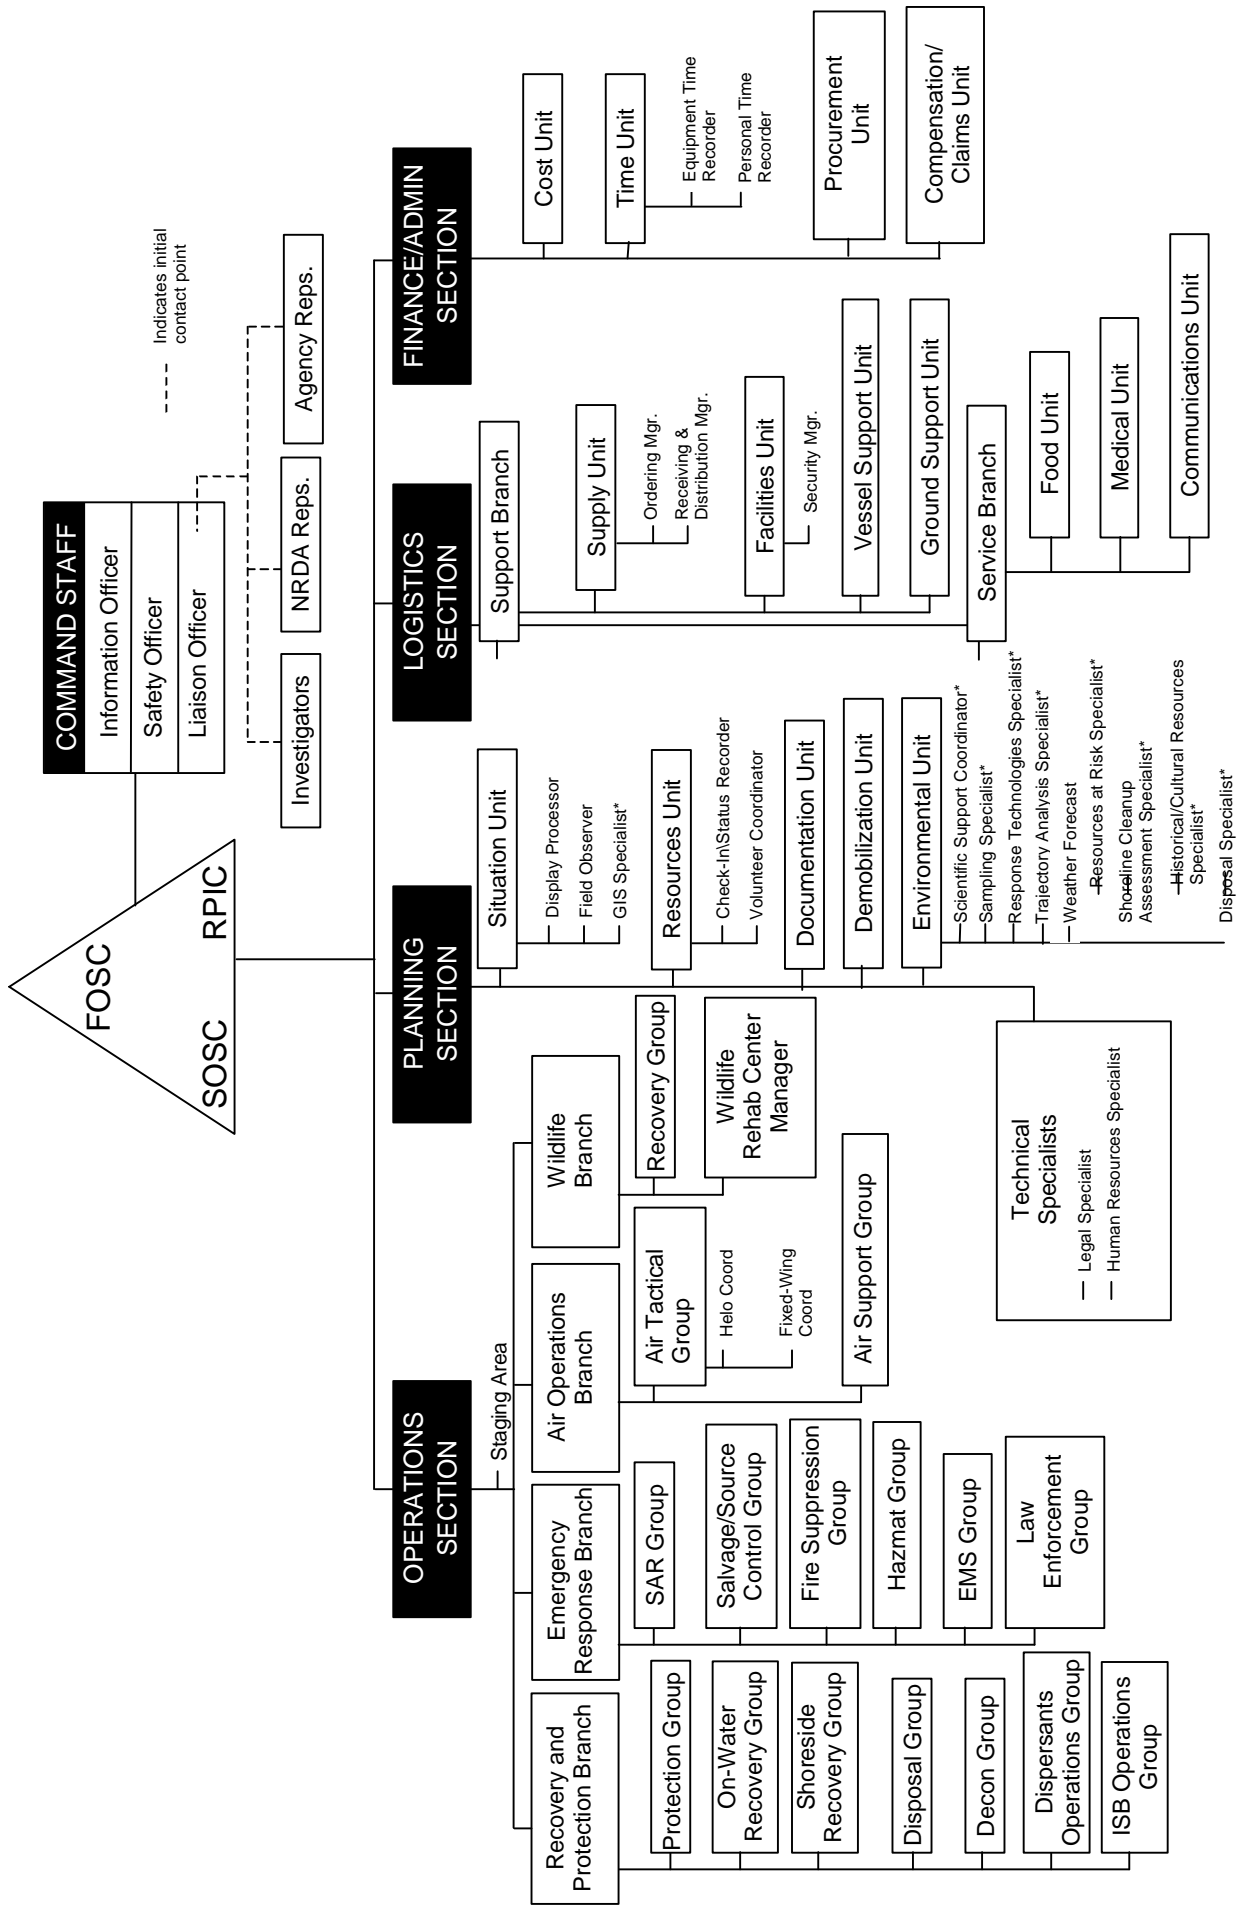 FOSC
SOSC
RPIC
COMMAND STAFF
Information Officer
Safety Officer
Liaison Officer
Indicates initial
contact point
Investigators
NRDA Reps.
Agency Reps.
OPERATIONS
SECTION
Staging Area
Recovery and
Protection Branch
Protection Group
On-Water
Recovery Group
Shoreside
Recovery Group
Disposal Group
Decon Group
Dispersants
Operations Group
ISB Operations
Group
Emergency
Response Branch
SAR Group
Salvage/Source
Control Group
Fire Suppression
Group
Hazmat Group
EMS Group
Law
Enforcement
Group
Air Operations
Branch
Air Tactical
Group
Helo Coord
Fixed-Wing
Coord
Air Support Group
Wildlife
Branch
Recovery Group
Wildlife
Rehab Center
Manager
PLANNING
SECTION
Situation Unit
Display Processor
Field Observer
GIS Specialist*
Resources Unit
Check-In\Status Recorder
Volunteer Coordinator
Documentation Unit
Demobilization Unit
Environmental Unit
Scientific Support Coordinator*
Sampling Specialist*
Response Technologies Specialist*
Trajectory Analysis Specialist*
Weather Forecast
Resources at Risk Specialist*
Shoreline Cleanup
Assessment Specialist*
Historical/Cultural Resources
Specialist*
Disposal Specialist*
Technical
Specialists
Legal Specialist
Human Resources Specialist
LOGISTICS
SECTION
Support Branch
Supply Unit
Ordering Mgr.
Receiving &
Distribution Mgr.
Facilities Unit
Security Mgr.
Vessel Support Unit
Ground Support Unit
Service Branch
Food Unit
Medical Unit
Communications Unit
FINANCE/ADMIN
SECTION
Cost Unit
Time Unit
Equipment Time
Recorder
Personal Time
Recorder
Procurement
Unit
Compensation/
Claims Unit